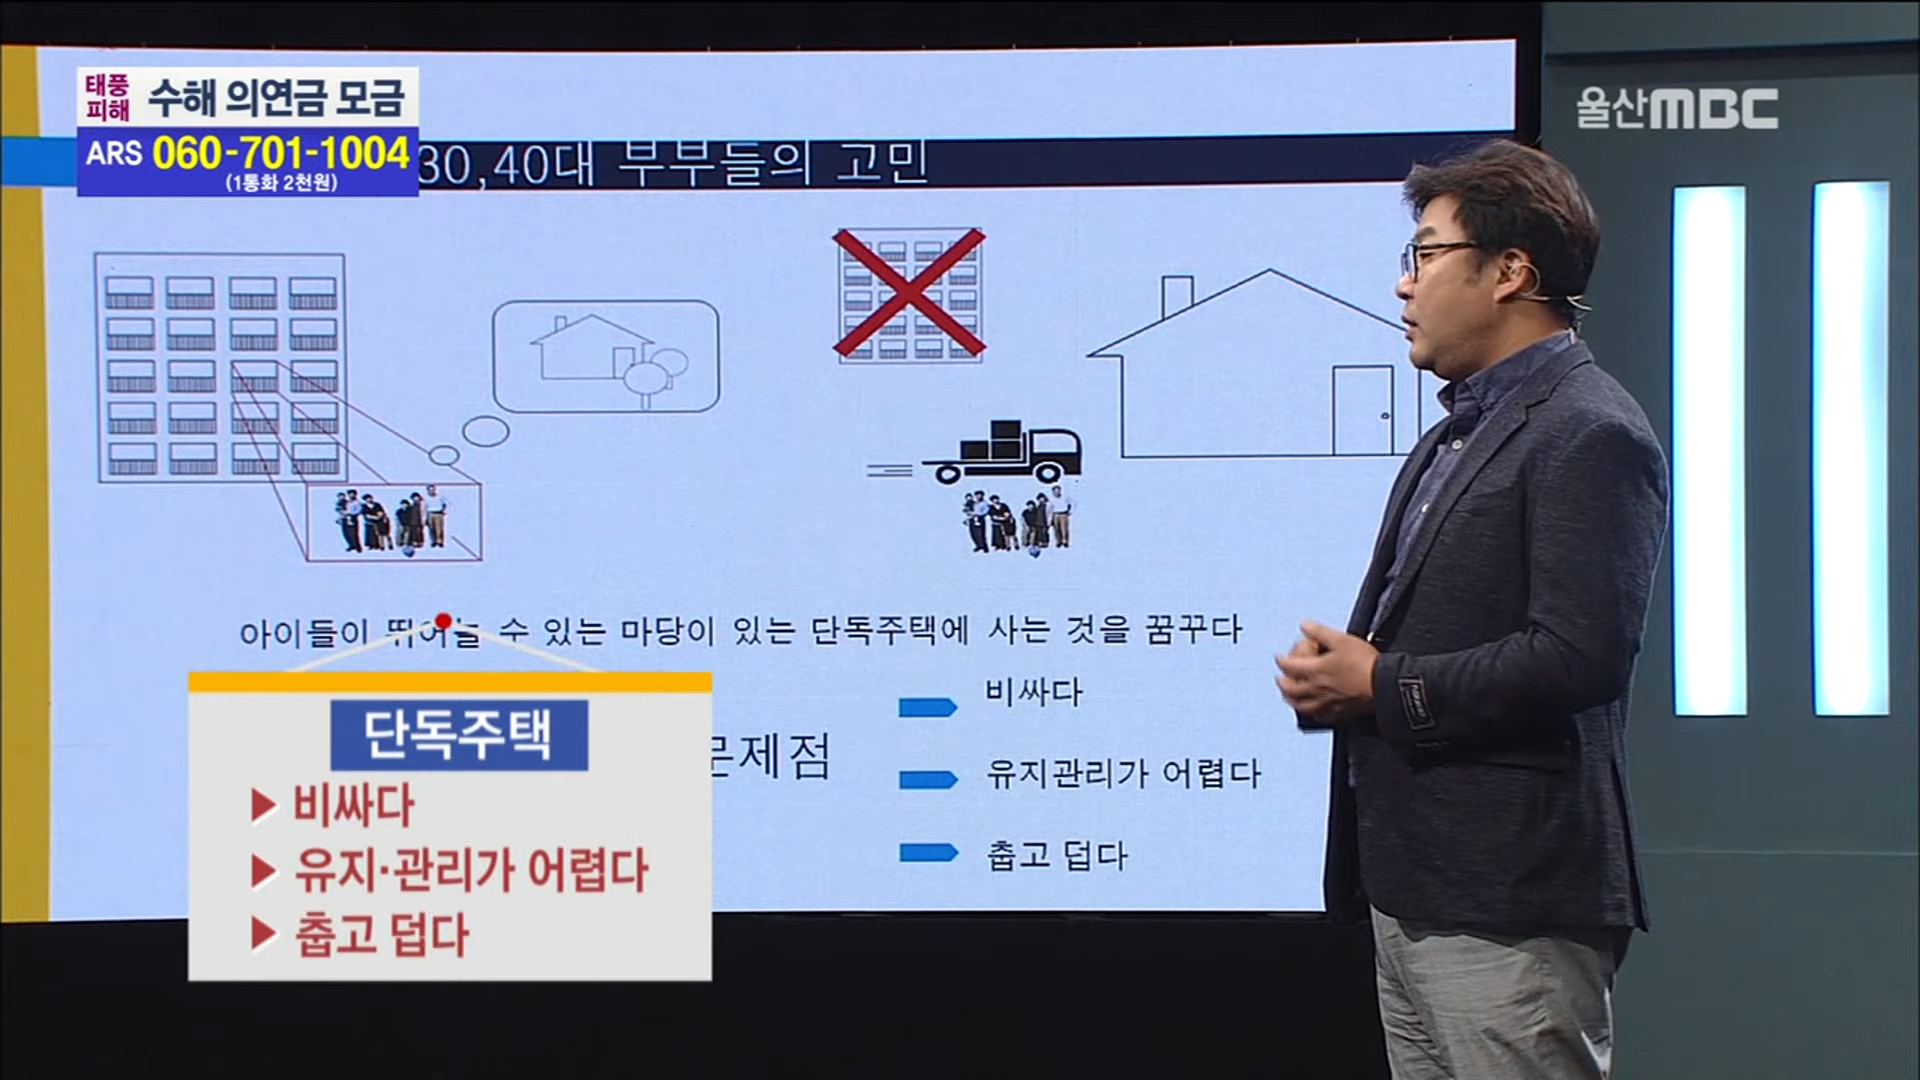 태풍
피해
수해 의연금 모금
ARS 060-701-1004
(1통화 2천원)
울산MBC
30,40대 부부들의 고민
아이들이 뛰어놀 수 있는 마당이 있는 단독주택에 사는 것을 꿈꾸다
문제점
비싸다
유지관리가 어렵다
춥고 덥다
단독주택
▶ 비싸다
▶ 유지·관리가 어렵다
▶ 춥고 덥다